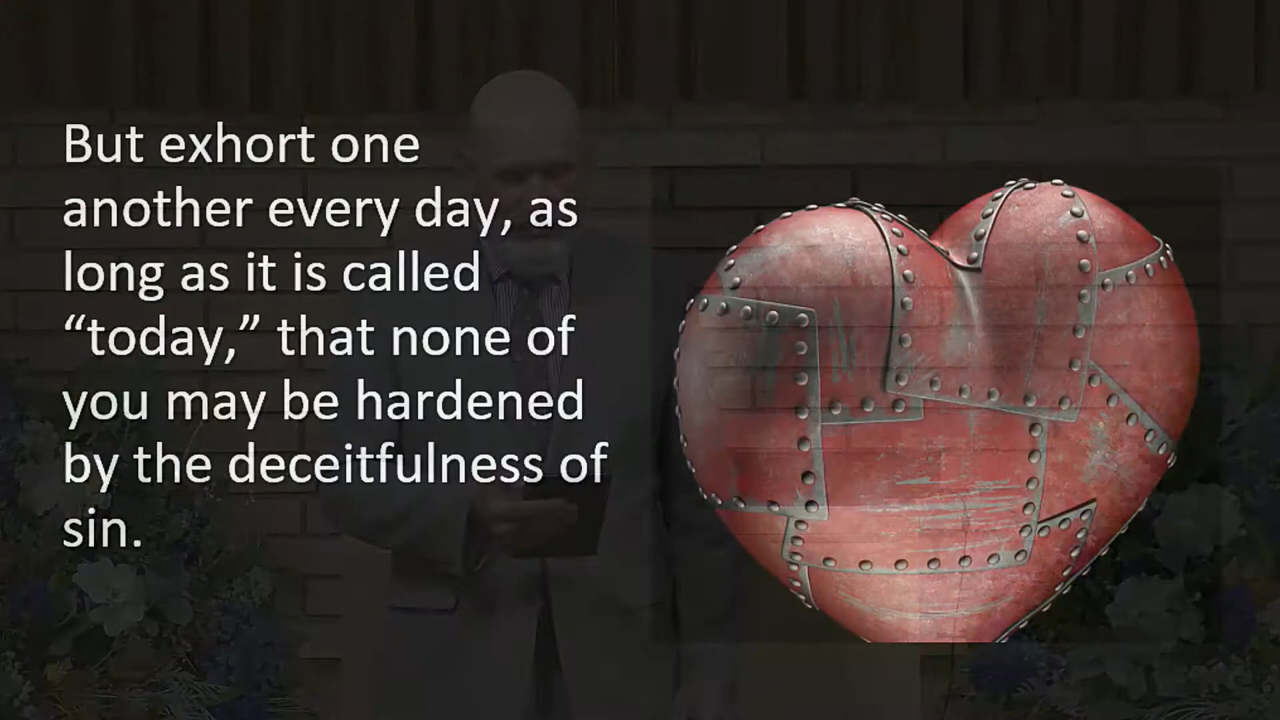 But exhort one
another every day, as
long as it is called
“today,” that none of
you may be hardened
by the deceitfulness of
sin.